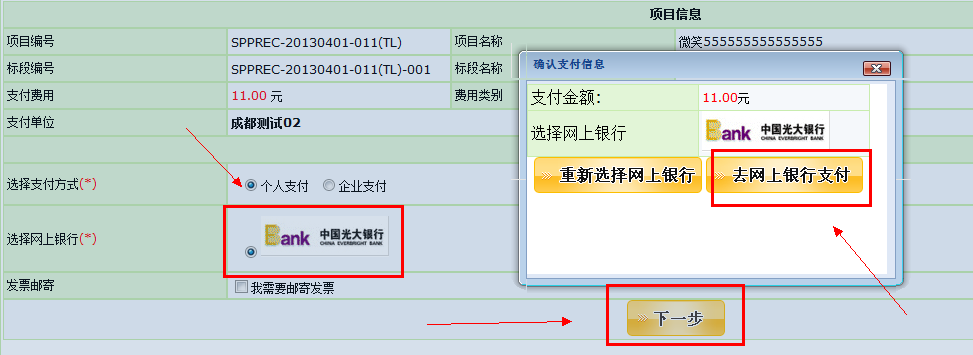 项目信息
项目编号 SPPREC-20130401-011(TL) 项目名称 微笑555555555555555
标段编号 SPPREC-20130401-011(TL)-001 标段名称
支付费用 11.00 元 费用类别
支付单位 成都测试02
选择支付方式(*) 个人支付 企业支付
选择网上银行(*) Bank 中国光大银行
CHINA EVERBRIGHT BANK
发票邮寄 我需要邮寄发票
下一步
确认支付信息
支付金额: 11.00元
选择网上银行 Bank 中国光大银行
CHINA EVERBRIGHT BANK
重新选择网上银行 去网上银行支付